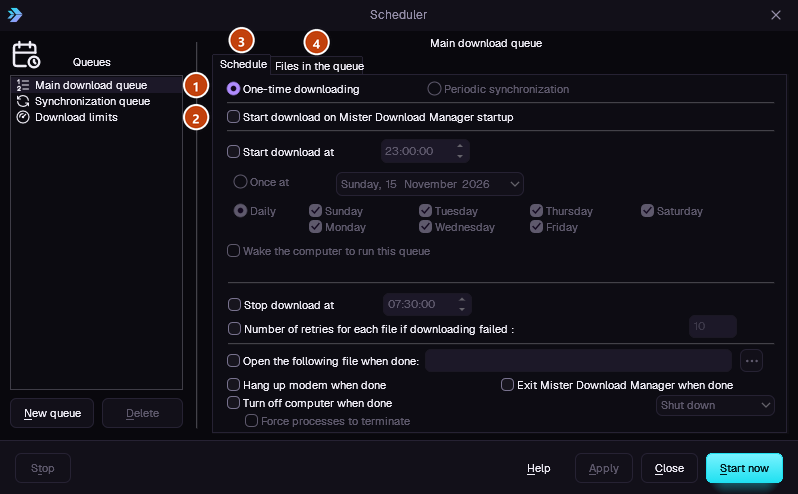 Scheduler
3
4
Main download queue
Queues
Schedule
Files in the queue
Main download queue
1
Synchronization queue
Download limits
2
One-time downloading
Periodic synchronization
Start download on Mister Download Manager startup
Start download at
23:00:00
Once at
Sunday, 15 November 2026
Daily
Sunday
Tuesday
Thursday
Saturday
Monday
Wednesday
Friday
Wake the computer to run this queue
Stop download at
07:30:00
Number of retries for each file if downloading failed :
10
Open the following file when done:
...
Hang up modem when done
Exit Mister Download Manager when done
Turn off computer when done
Shut down
Force processes to terminate
New queue
Delete
Stop
Help
Apply
Close
Start now